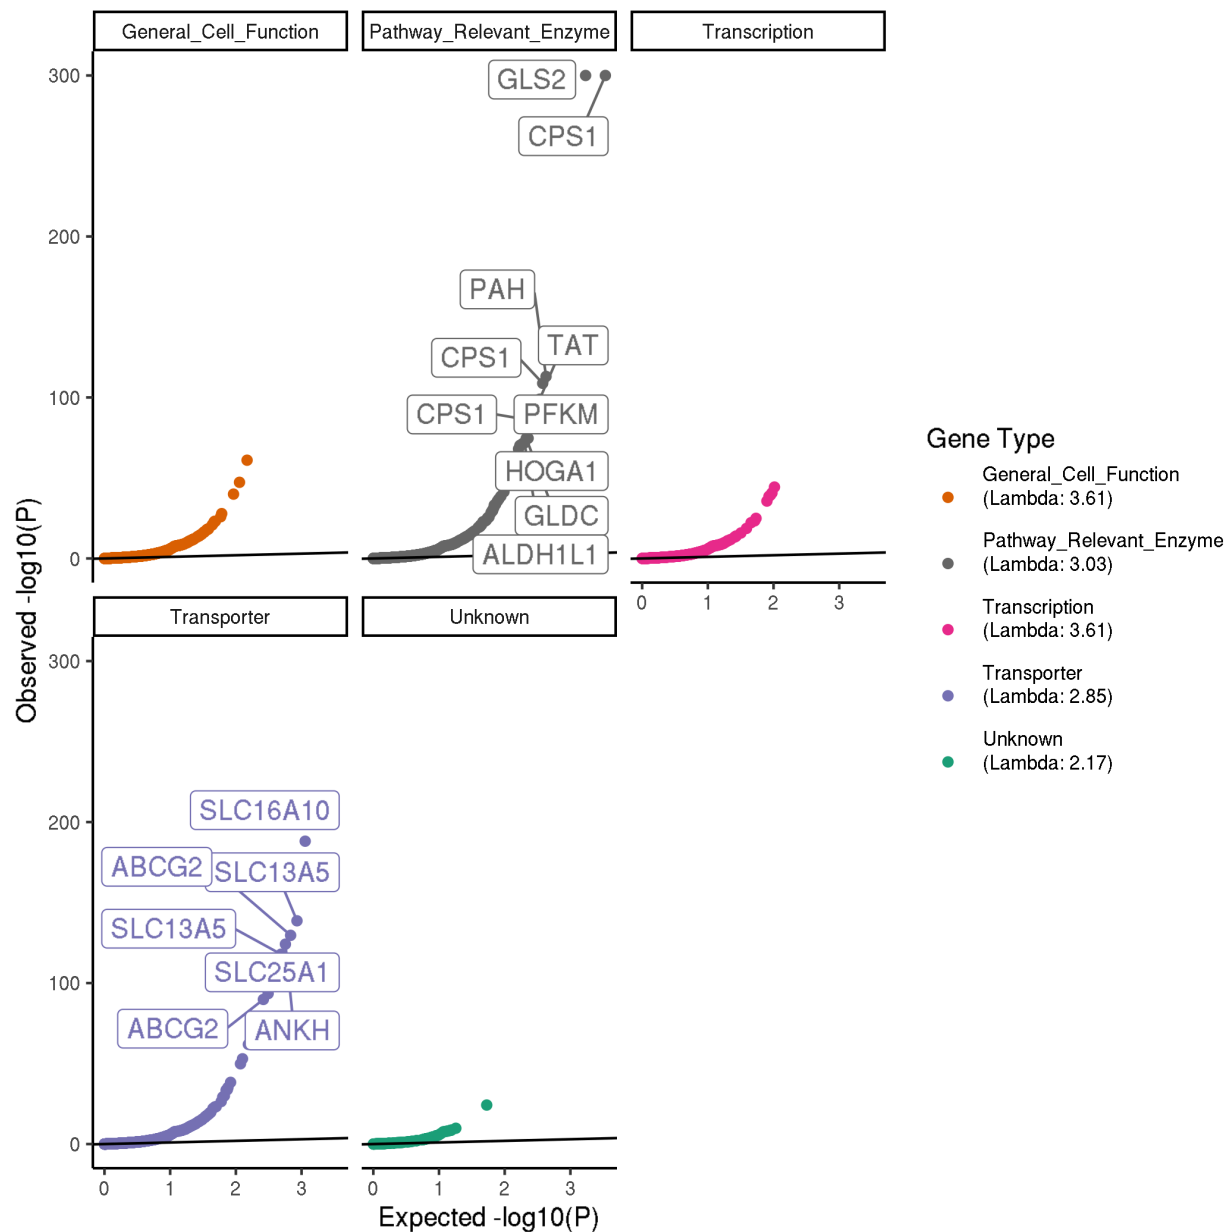 General_Cell_Function
Pathway_Relevant_Enzyme
Transcription
300
200
100
0
GLS2
CPS1
PAH
TAT
CPS1
CPS1
PFKM
HOGA1
GLDC
ALDH1L1
0 1 2 3
Transporter
Unknown
300
200
100
0
SLC16A10
ABCG2
SLC13A5
SLC13A5
SLC25A1
ABCG2
ANKH
0 1 2 3
0 1 2 3
Observed -log10(P)
Expected -log10(P)
Gene Type
General_Cell_Function
(Lambda: 3.61)
Pathway_Relevant_Enzyme
(Lambda: 3.03)
Transcription
(Lambda: 3.61)
Transporter
(Lambda: 2.85)
Unknown
(Lambda: 2.17)